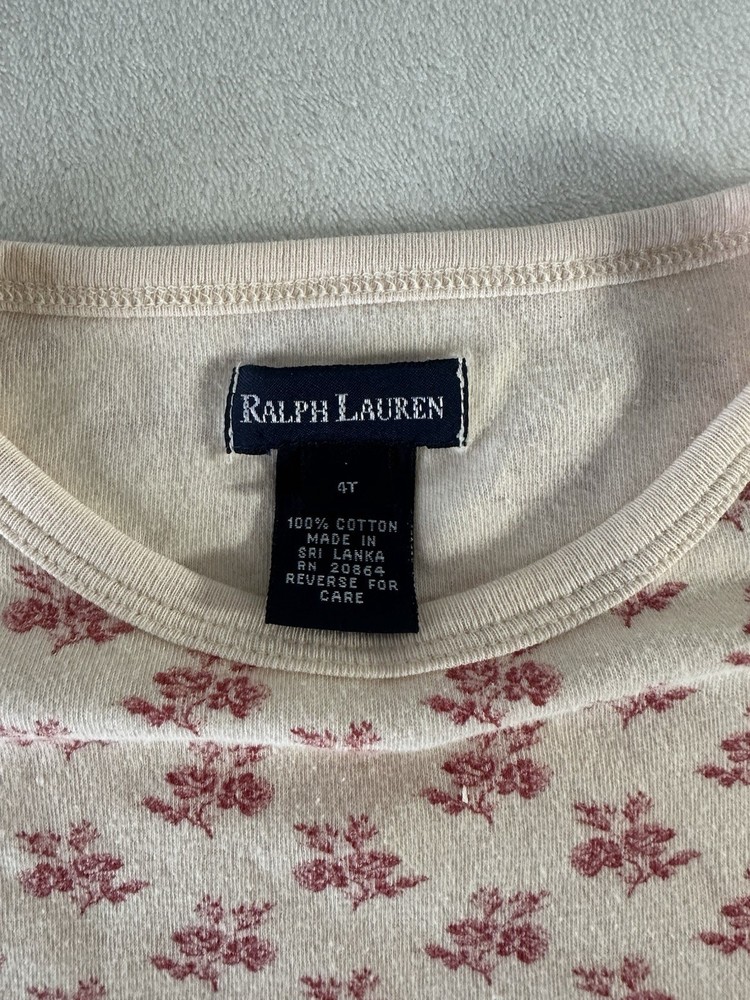 RALPH LAUREN
4T
100% COTTON
MADE IN
SRI LANKA
RN 20864
REVERSE FOR
CARE